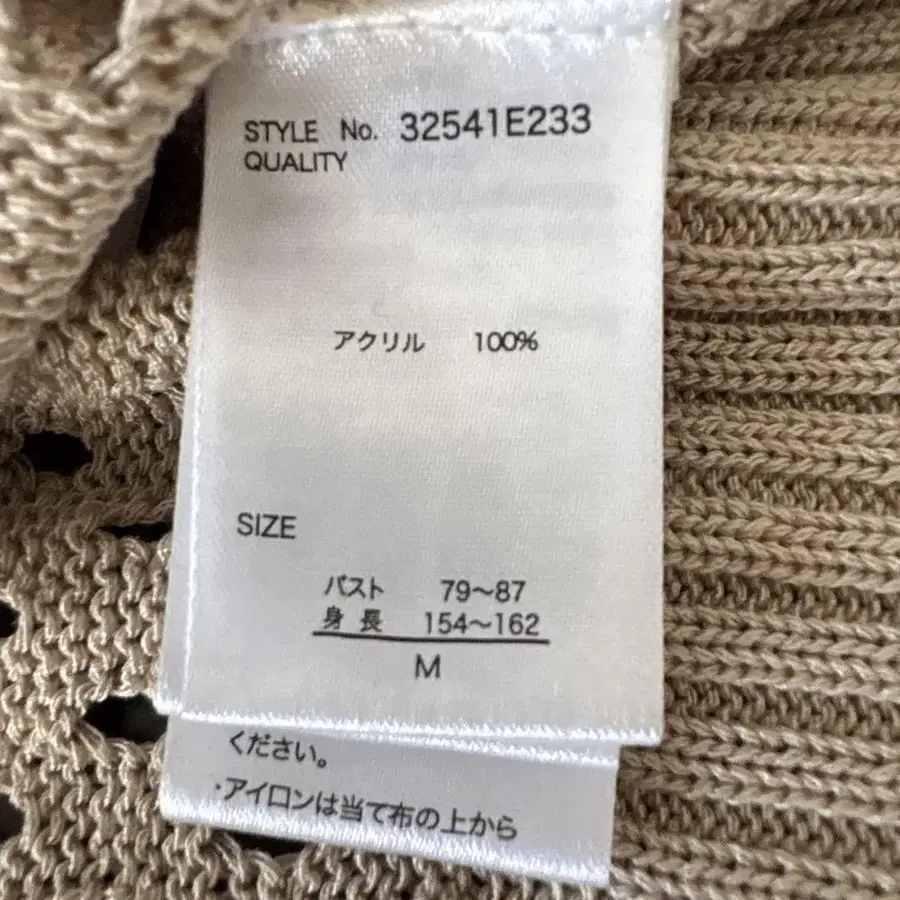 STYLE No. 32541E233
QUALITY
アクリル 100%
SIZE
バスト 79～87
身長 154～162
M
ください。
・アイロンは当て布の上から